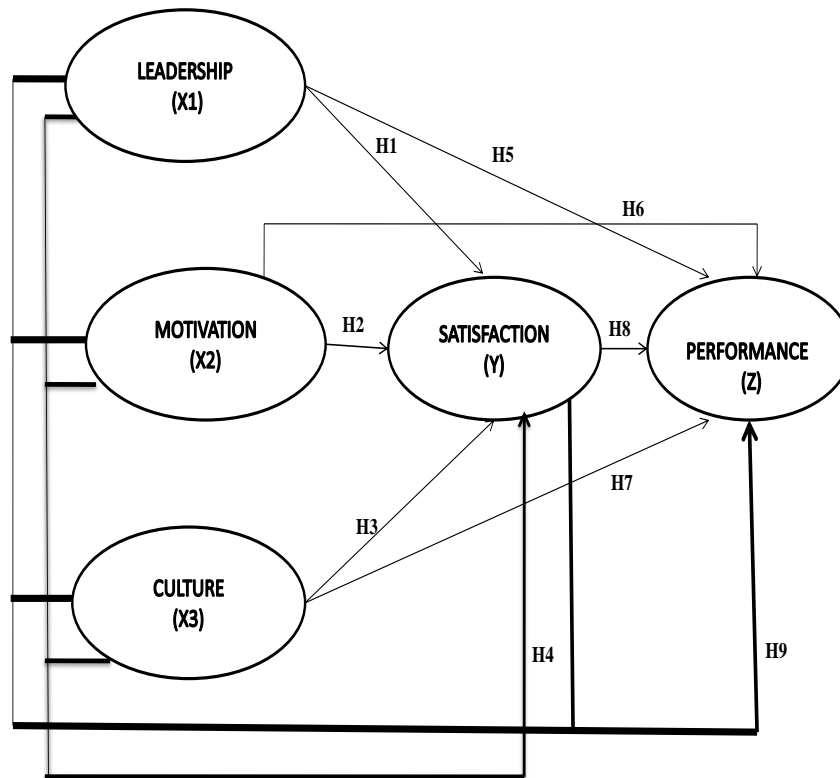 LEADERSHIP
(X1)
H1
H5
H6
MOTIVATION
(X2)
H2
SATISFACTION
(Y)
H8
PERFORMANCE
(Z)
H3
H7
CULTURE
(X3)
H4
H9